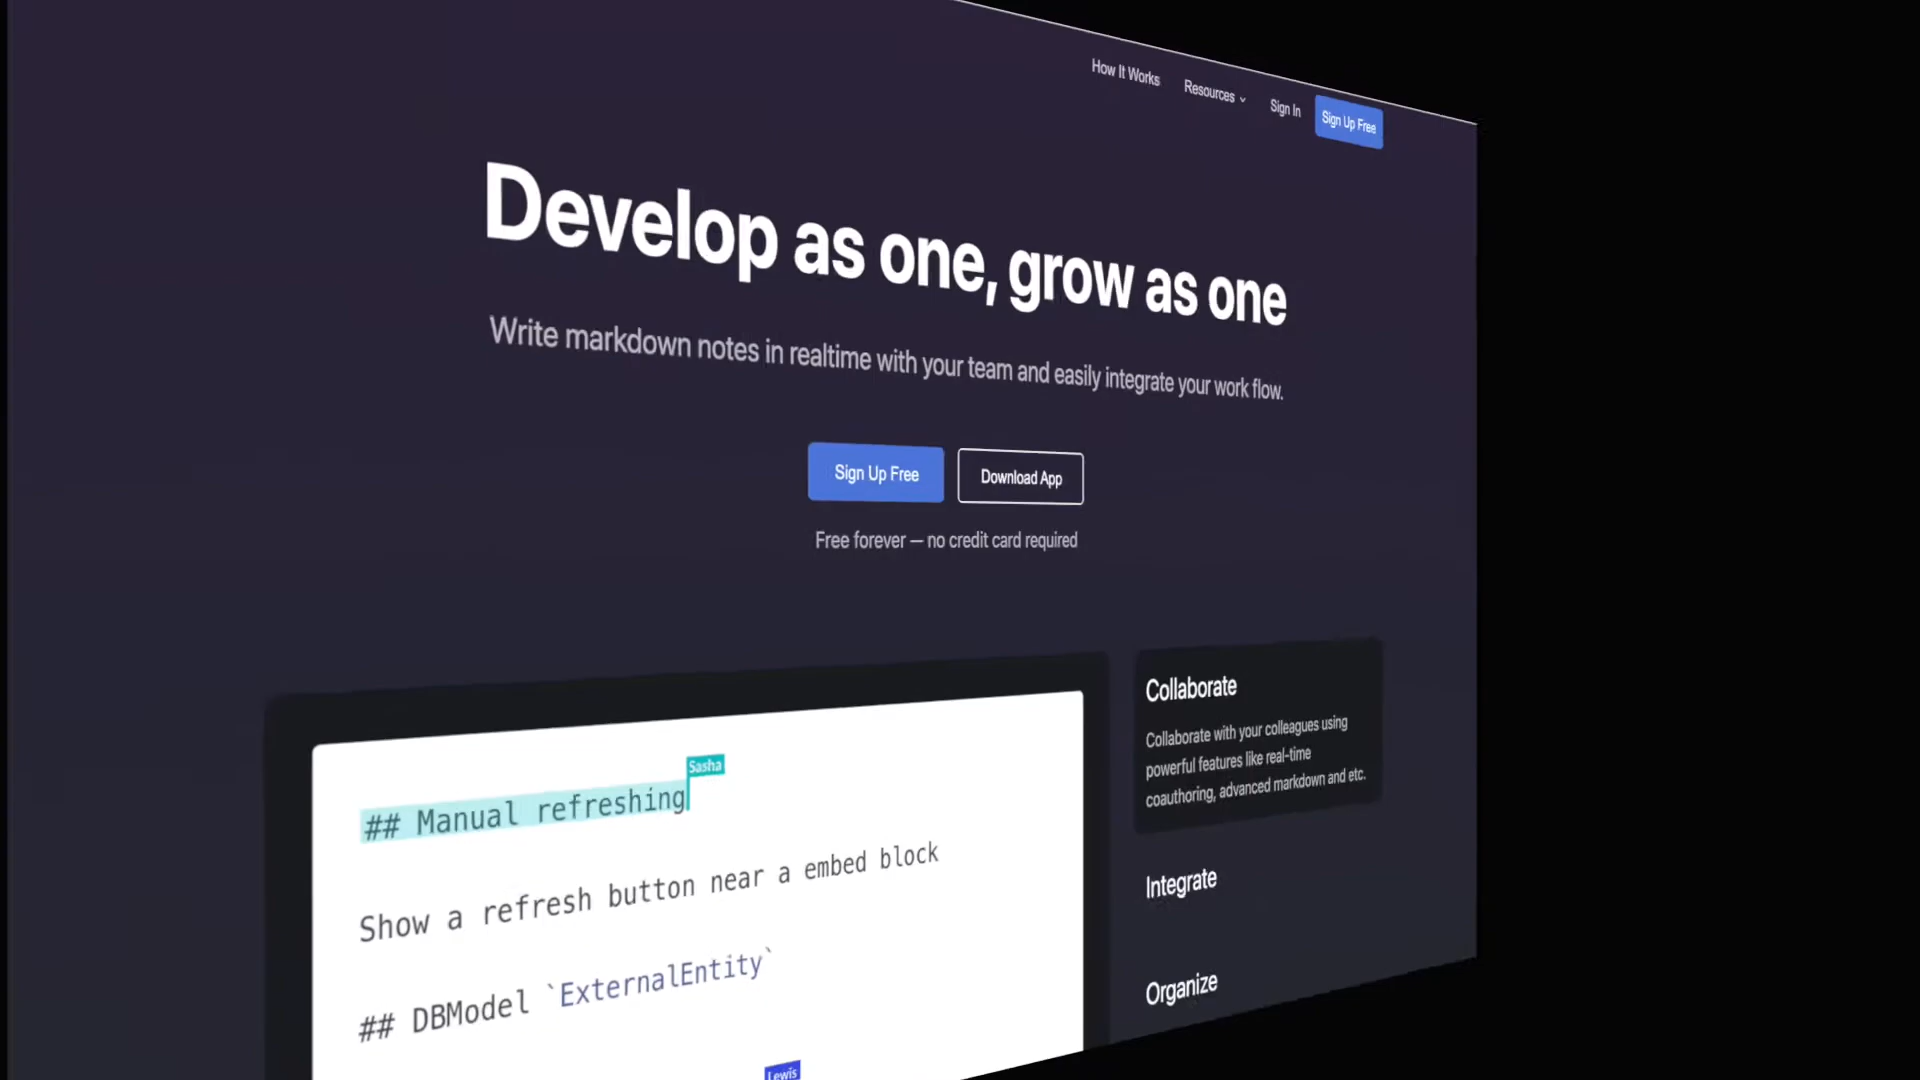 How It Works
Resources
Sign In
Sign Up Free
Develop as one, grow as one
Write markdown notes in realtime with your team and easily integrate your work flow.
Sign Up Free
Download App
Free forever — no credit card required
Sasha
## Manual refreshing
Show a refresh button near a embed block
## DBModel `ExternalEntity`
Lewis
Collaborate
Collaborate with your colleagues using
powerful features like real-time
coauthoring, advanced markdown and etc.
Integrate
Organize